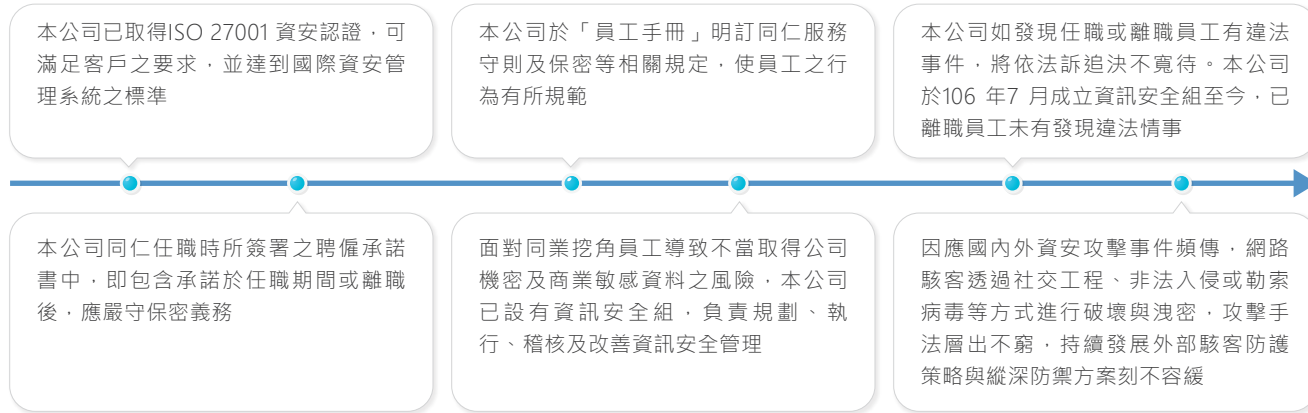 本公司已取得ISO 27001 資安認證，可
滿足客戶之要求，並達到國際資安管
理系統之標準
本公司同仁任職時所簽署之聘僱承諾
書中，即包含承諾於任職期間或離職
後，應嚴守保密義務
本公司於「員工手冊」明訂同仁服務
守則及保密等相關規定，使員工之行
為有所規範
面對同業挖角員工導致不當取得公司
機密及商業敏感資料之風險，本公司
已設有資訊安全組，負責規劃、執
行、稽核及改善資訊安全管理
本公司如發現任職或離職員工有違法
事件，將依法訴追決不寬待。本公司
於106 年7 月成立資訊安全組至今，已
離職員工未有發現違法情事
因應國內外資安攻擊事件頻傳，網路
駭客透過社交工程、非法入侵或勒索
病毒等方式進行破壞與洩密，攻擊手
法層出不窮，持續發展外部駭客防護
策略與縱深防禦方案刻不容緩